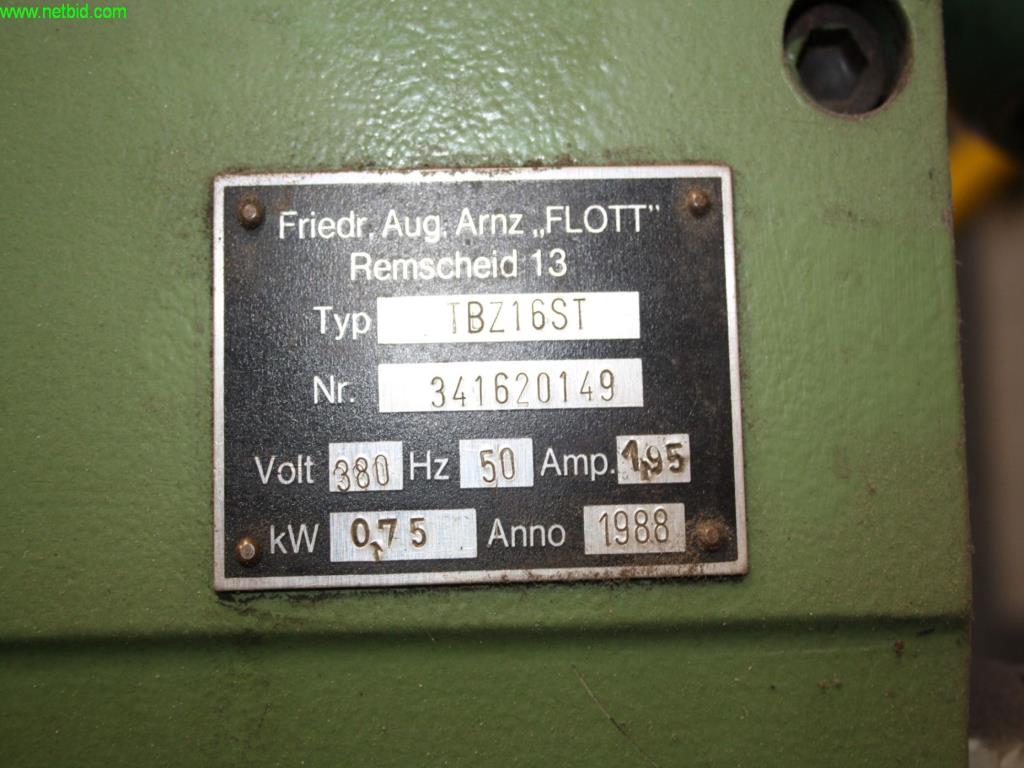 www.netbid.com
Friedr. Aug. Arnz „FLOTT"
Remscheid 13
Typ TBZ16ST
Nr. 341620149
Volt 380 Hz 50 Amp. 1,95
kW 0,75 Anno 1988